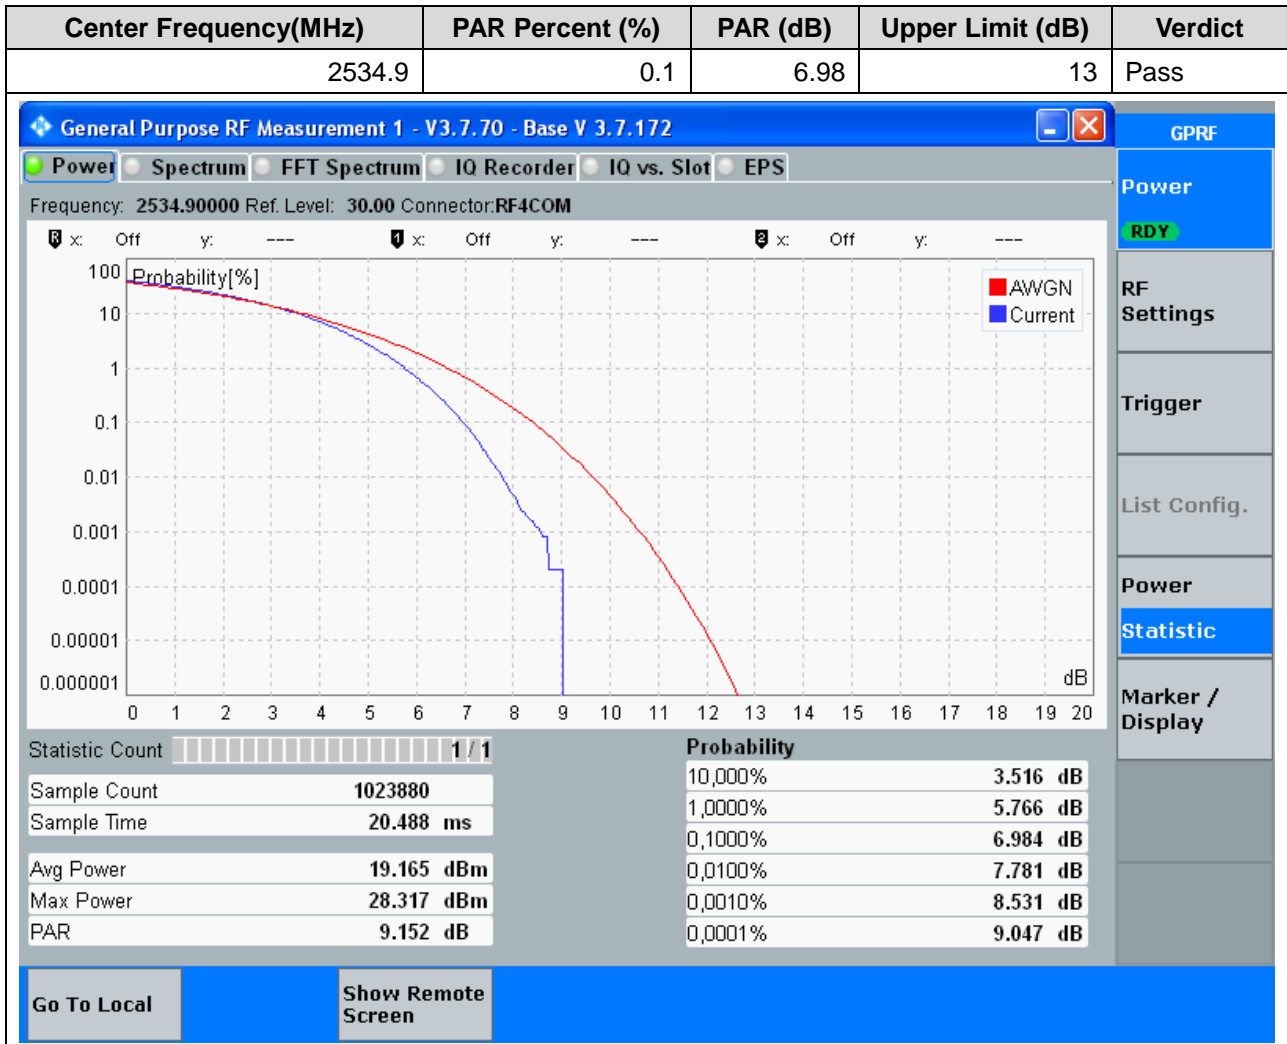 Center Frequency(MHz) PAR Percent (%) PAR (dB) Upper Limit (dB) Verdict
2534.9 0.1 6.98 13 Pass
General Purpose RF Measurement 1 - V3.7.70 - Base V 3.7.172
GPRF
Power Spectrum FFT Spectrum IQ Recorder IQ vs. Slot EPS
Power
RDY
Frequency: 2534.90000 Ref. Level: 30.00 Connector:RF4COM
R x: Off y: --- 1 x: Off y: --- 2 x: Off y: ---
Probability[%]
AWGN
Current
100
10
1
0.1
0.01
0.001
0.0001
0.00001
0.000001
dB
0 1 2 3 4 5 6 7 8 9 10 11 12 13 14 15 16 17 18 19 20
RF
Settings
Trigger
List Config.
Power
Statistic
Marker /
Display
Statistic Count 1 / 1
Sample Count 1023880
Sample Time 20.488 ms
Avg Power 19.165 dBm
Max Power 28.317 dBm
PAR 9.152 dB
Probability
10,000% 3.516 dB
1,0000% 5.766 dB
0,1000% 6.984 dB
0,0100% 7.781 dB
0,0010% 8.531 dB
0,0001% 9.047 dB
Go To Local
Show Remote
Screen